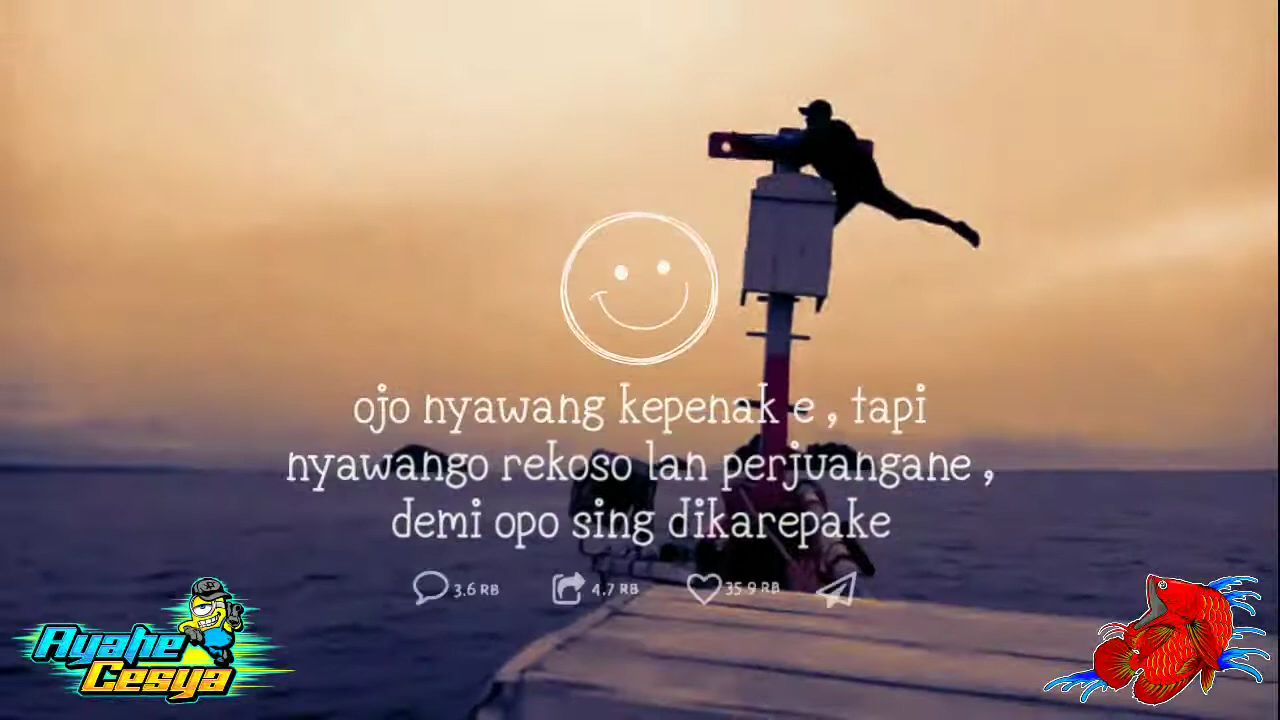 ojo nyawang kepenak e , tapi
nyawango rekoso lan perjuangane ,
demi opo sing dikarepake
3.6 RB 4.7 RB 35.9 RB
Ayahe
Cesya